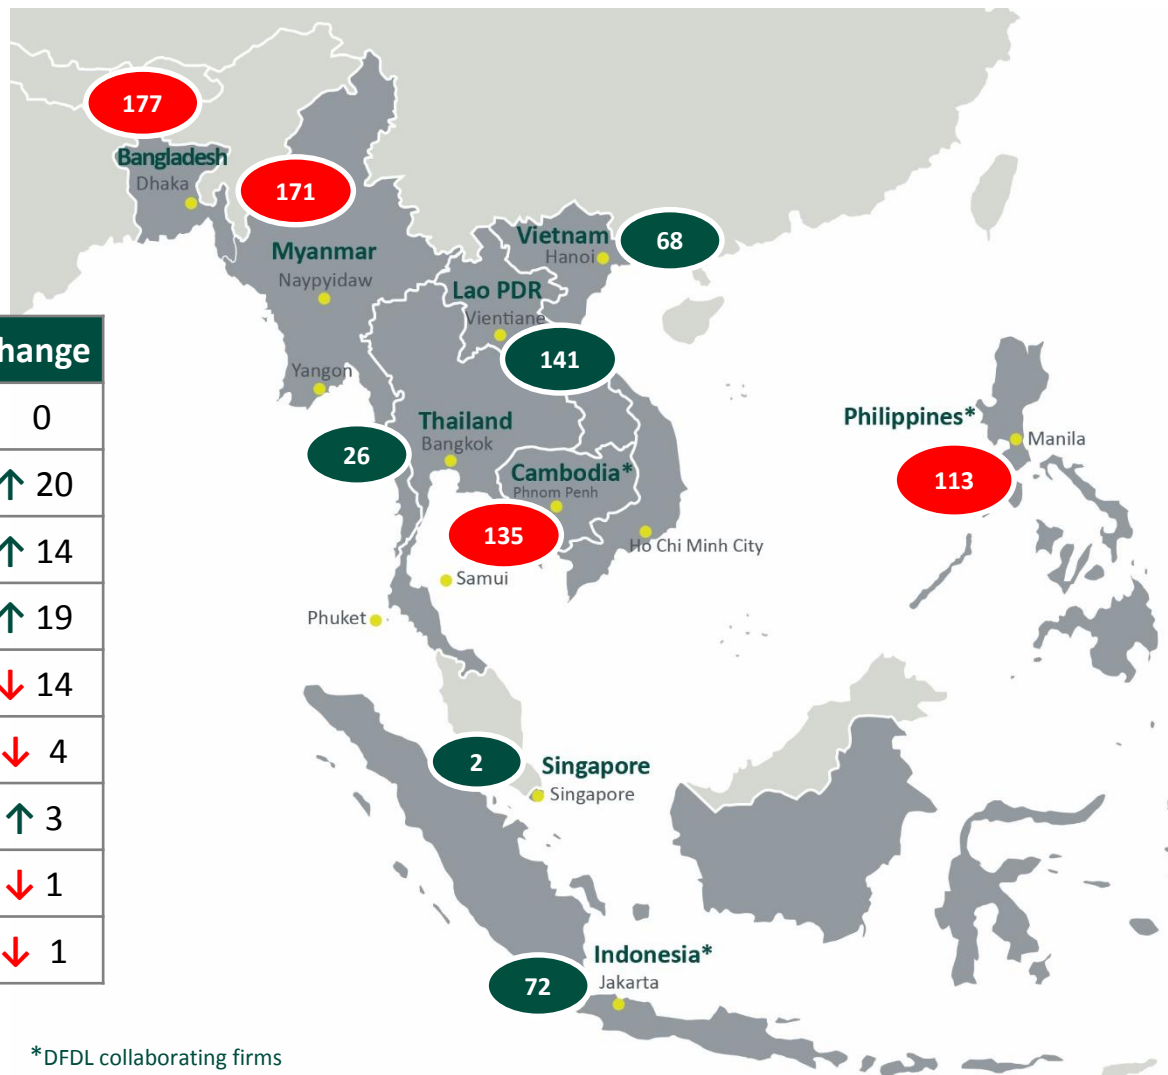 177
Bangladesh
Dhaka
171
Myanmar
Naypyidaw
Vietnam
68
Hanoi
Lao PDR
Vientiane
141
Yangon
hange
0
↑ 20
↑ 14
↑ 19
↓ 14
↓ 4
↑ 3
↓ 1
↓ 1
Thailand
Bangkok
26
Cambodia*
Phnom Penh
135
Ho Chi Minh City
Samui
Phuket
Philippines*
Manila
113
2
Singapore
Singapore
Indonesia*
72
Jakarta
*DFDL collaborating firms